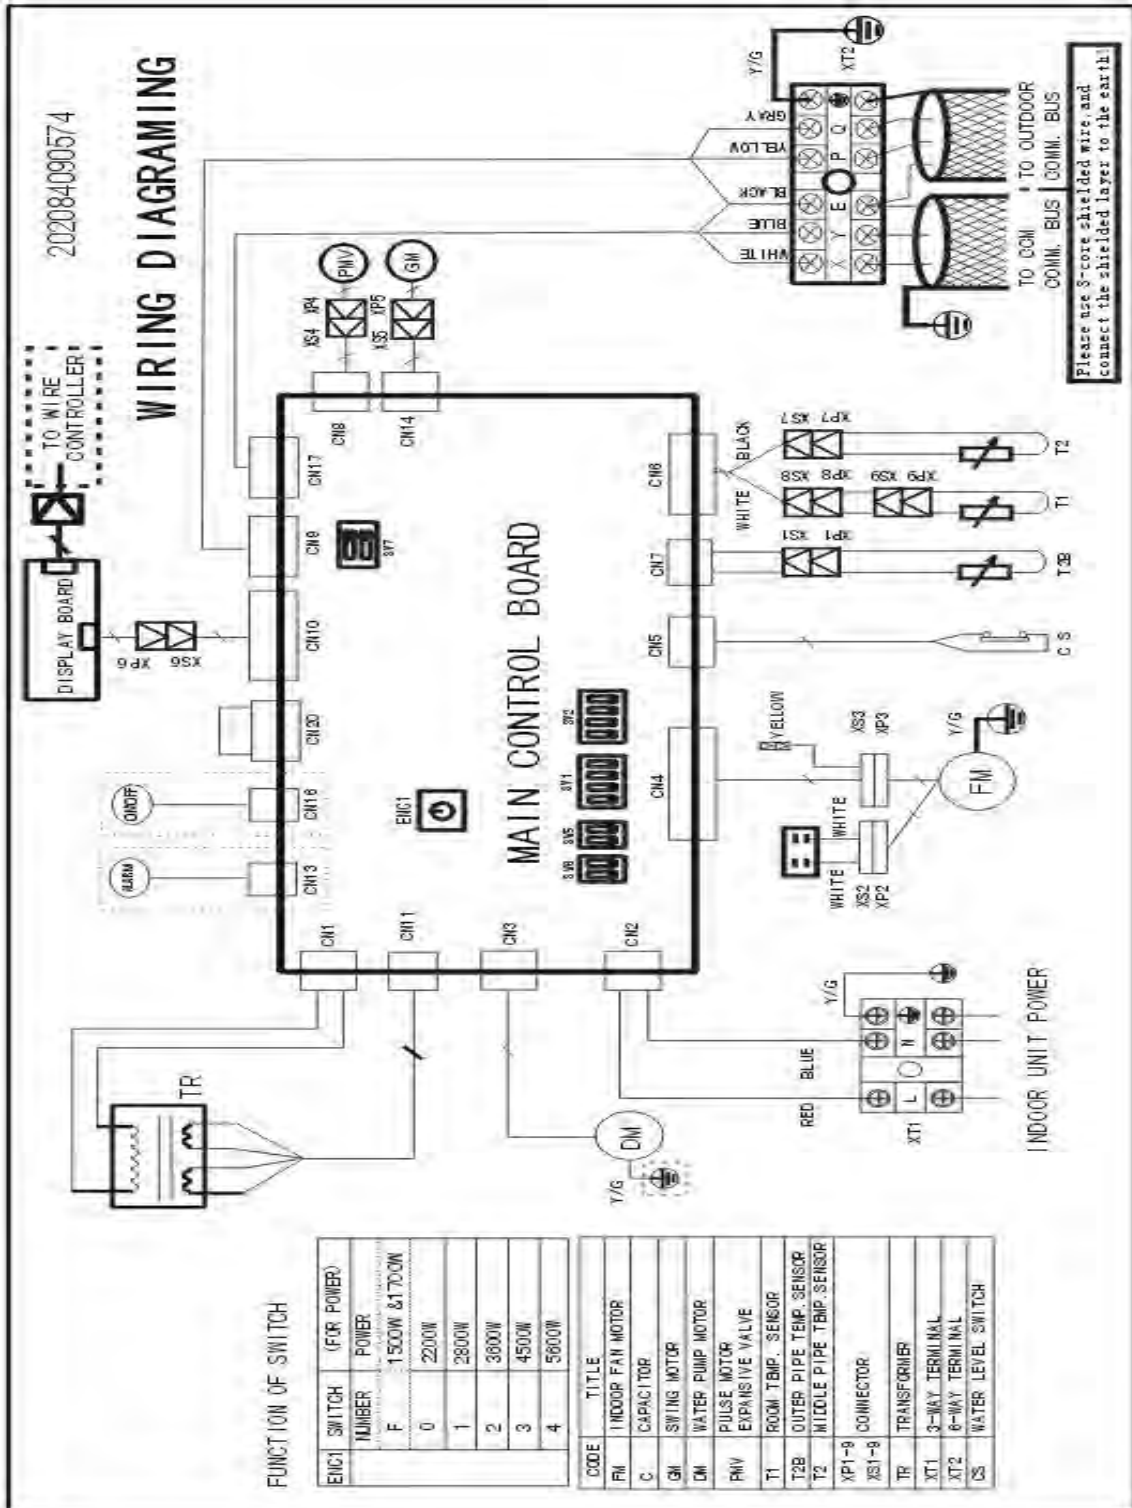 202084090574
WIRING DIAGRAMING
TO WIRE
CONTROLLER
DISPLAY BOARD
XP6
XS6
ON/OFF
ALARM
CN13
CN16
CN20
CN10
CN9
CN17
CN1
CN11
CN3
CN2
TR
ENC1
SW7
MAIN CONTROL BOARD
SW6
SW5
SW1
SW2
CN8
CN14
XS4 XP4
PMV
XS5 XP5
GM
CN4
CN5
CN7
CN6
WHITE
BLACK
XS1
XP1
XS8
XP8
XS9
XP9
XS7
XP7
T3B
T1
T2
C S
YELLOW
WHITE
WHITE
XS2
XP2
XS3
XP3
FM
Y/G
DM
Y/G
RED
BLUE
Y/G
L
N
XT1
INDOOR UNIT POWER
WHITE
BLUE
BLACK
YELLOW
GRAY
Y/G
X Y E P Q
XT2
TO CCM
COMM. BUS
TO OUTDOOR
COMM. BUS
Please use 3-core shielded wire, and
connect the shielded layer to the earth!
FUNCTION OF SWITCH
ENC1 SWITCH (FOR POWER)
NUMBER POWER
F 1500W &1700W
0 2200W
1 2800W
2 3600W
3 4500W
4 5600W
CODE TITLE
FM INDOOR FAN MOTOR
C CAPACITOR
GM SWING MOTOR
DM WATER PUMP MOTOR
PMV PULSE MOTOR
EXPANSIVE VALVE
T1 ROOM TEMP. SENSOR
T2B OUTER PIPE TEMP. SENSOR
T2 MIDDLE PIPE TEMP. SENSOR
XP1-9
XS1-9 CONNECTOR
TR TRANSFORMER
XT1 3-WAY TERMINAL
XT2 6-WAY TERMINAL
CS WATER LEVEL SWITCH